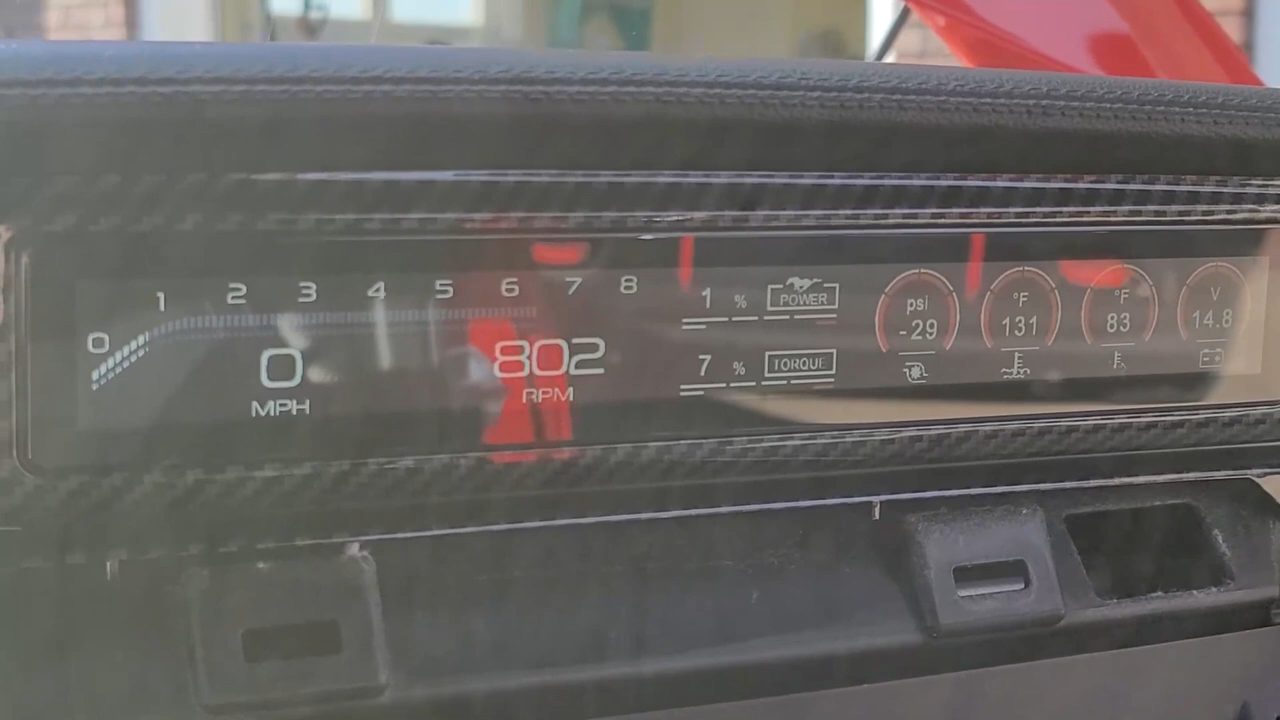 0 1 2 3 4 5 6 7 8
0
MPH
802
RPM
1 % POWER
7 % TORQUE
psi
-29
°F
131
°F
83
V
14.8